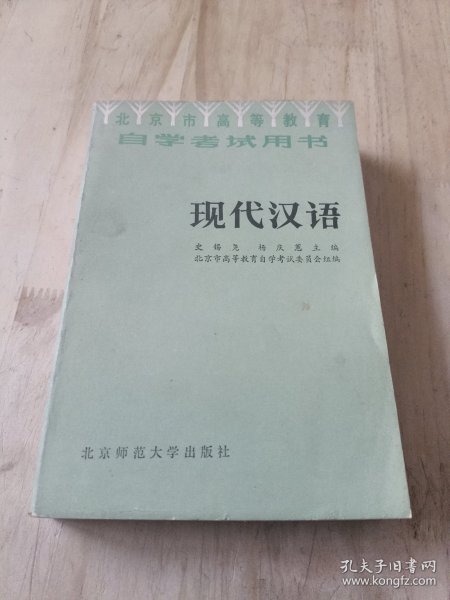 北京市高等教育
自学考试用书
现代汉语
史锡尧 杨庆蕙主编
北京市高等教育自学考试委员会组编
北京师范大学出版社
孔夫子旧书网
www.kongfz.com